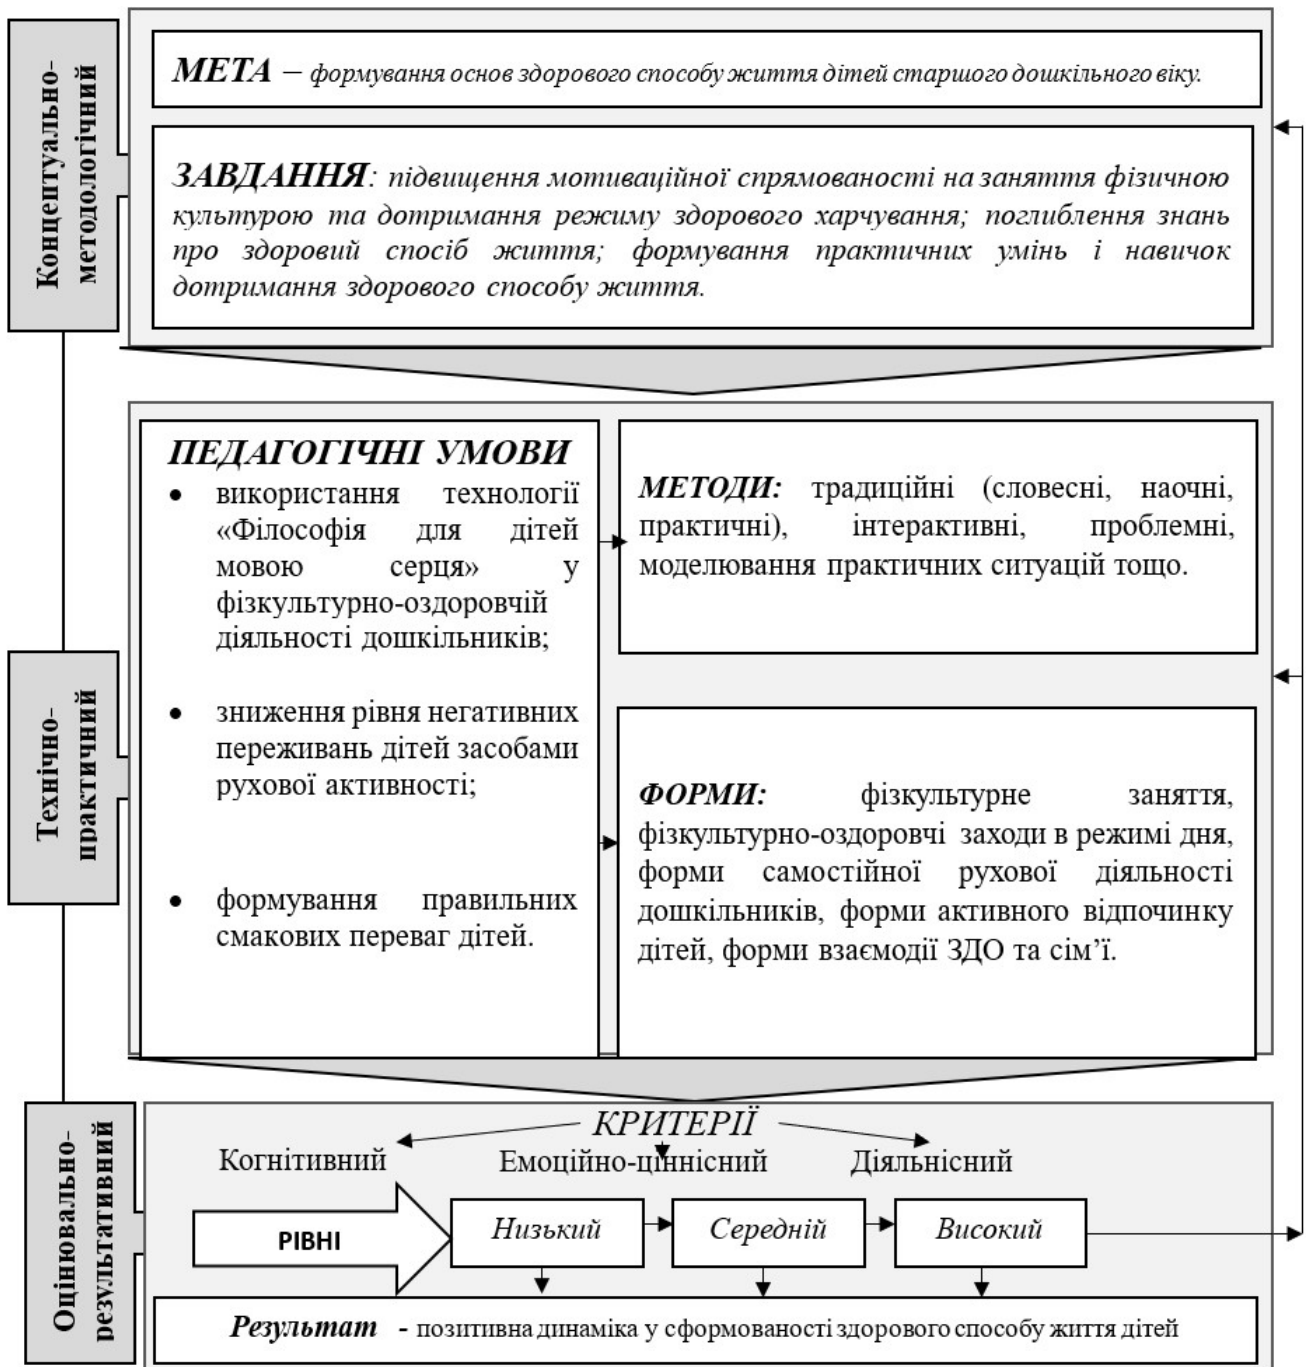 Концептуально-
методологічний
МЕТА – формування основ здорового способу життя дітей старшого дошкільного віку.
ЗАВДАННЯ: підвищення мотиваційної спрямованості на заняття фізичною
культурою та дотримання режиму здорового харчування; поглиблення знань
про здоровий спосіб життя; формування практичних умінь і навичок
дотримання здорового способу життя.
Технічно-
практичний
ПЕДАГОГІЧНІ УМОВИ
• використання технології
«Філософія для дітей
мовою серця» у
фізкультурно-оздоровчій
діяльності дошкільників;
• зниження рівня негативних
переживань дітей засобами
рухової активності;
• формування правильних
смакових переваг дітей.
МЕТОДИ: традиційні (словесні, наочні,
практичні), інтерактивні, проблемні,
моделювання практичних ситуацій тощо.
ФОРМИ: фізкультурне заняття,
фізкультурно-оздоровчі заходи в режимі дня,
форми самостійної рухової діяльності
дошкільників, форми активного відпочинку
дітей, форми взаємодії ЗДО та сім’ї.
Оцінювально-
результативний
КРИТЕРІЇ
Когнітивний Емоційно-ціннісний Діяльнісний
РІВНІ Низький Середній Високий
Результат - позитивна динаміка у сформованості здорового способу життя дітей